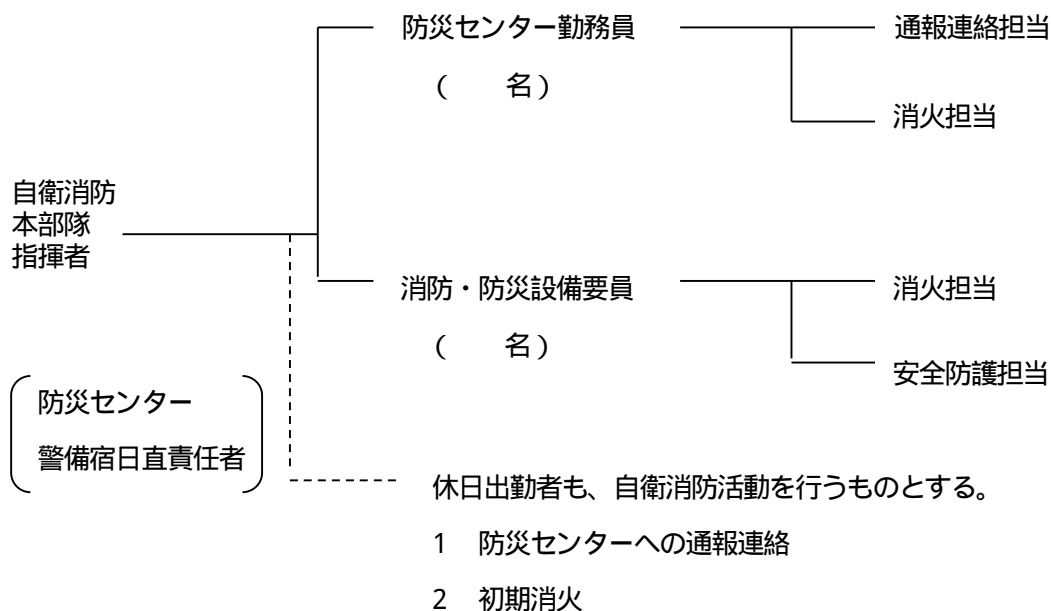 防災センター勤務員
通報連絡担当
(　　名)
消火担当
自衛消防
本部隊
指揮者
消防・防災設備要員
消火担当
(　　名)
安全防護担当
防災センター
警備宿日直責任者
休日出勤者も、自衛消防活動を行うものとする。
1　防災センターへの通報連絡
2　初期消火